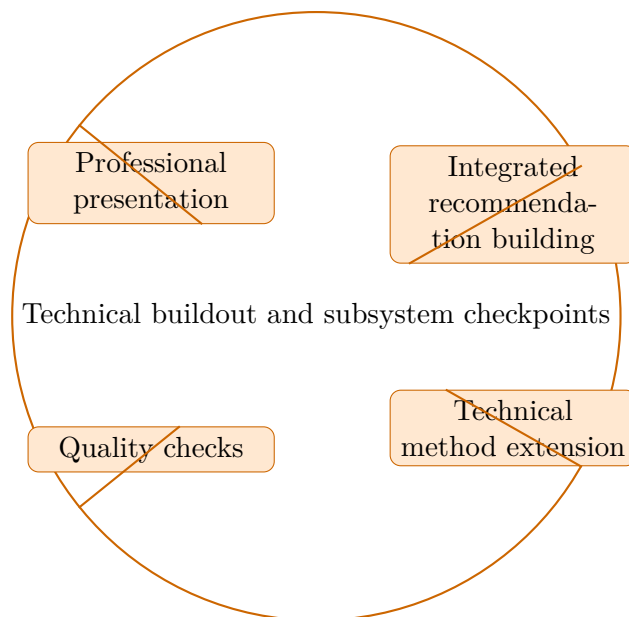 Professional
presentation
Integrated
recommenda-
tion building
Technical buildout and subsystem checkpoints
Quality checks
Technical
method extension